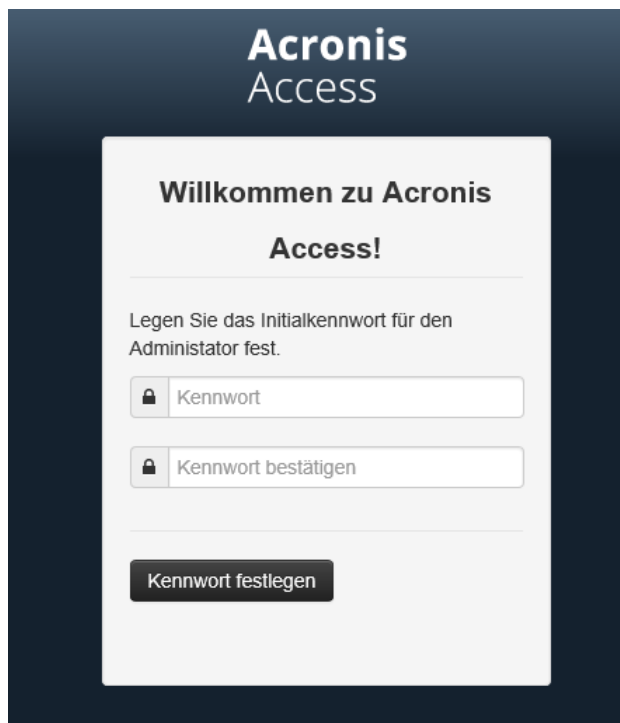 Acronis
Access
Willkommen zu Acronis
Access!
Legen Sie das Initialkennwort für den
Administator fest.
Kennwort
Kennwort bestätigen
Kennwort festlegen